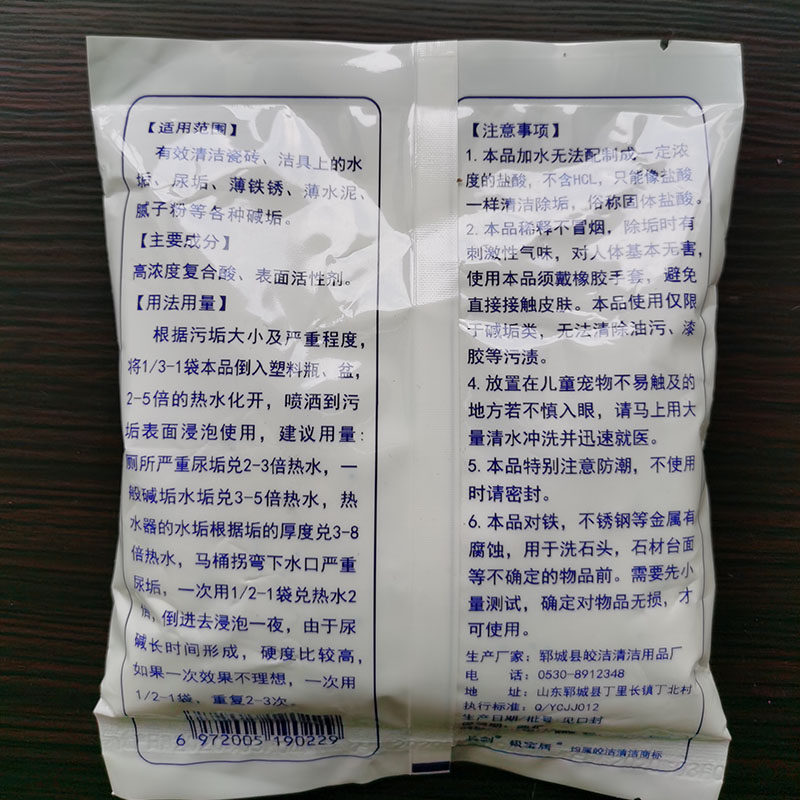 【适用范围】
有效清洁瓷砖、洁具上的水
垢、尿垢、薄铁锈、薄水泥、
腻子粉等各种碱垢。
【主要成分】
高浓度复合酸、表面活性剂。
【用法用量】
根据污垢大小及严重程度，
将1/3-1袋本品倒入塑料瓶、盆，
2-5倍的热水化开，喷洒到污
垢表面浸泡使用，建议用量：
厕所严重尿垢兑2-3倍热水，一
般碱垢水垢兑3-5倍热水，热
水器的水垢根据垢的厚度兑3-8
倍热水，马桶拐弯下水口严重
尿垢，一次用1/2-1袋兑热水2
倍，倒进去浸泡一夜，由于尿
碱长时间形成，硬度比较高，
如果一次效果不理想，一次用
1/2-1袋，重复2-3次。
6 972005 190229
【注意事项】
1. 本品加水无法配制成一定浓
度的盐酸，不含HCL，只能像盐酸
一样清洁除垢，俗称固体盐酸。
2. 本品稀释不冒烟，除垢时有
刺激性气味，对人体基本无害，
使用本品须戴橡胶手套，避免
直接接触皮肤。本品使用仅限
于碱垢类，无法清除油污、漆
胶等污渍。
4. 放置在儿童宠物不易触及的
地方若不慎入眼，请马上用大
量清水冲洗并迅速就医。
5. 本品特别注意防潮，不使用
时请密封。
6. 本品对铁，不锈钢等金属有
腐蚀，用于洗石头，石材台面
等不确定的物品前。需要先小
量测试，确定对物品无损，才
可使用。
生产厂家：郓城县皎洁清洁用品厂
电 话：0530-8912348
地 址：山东郓城县丁里长镇丁北村
执行标准：Q/YCJJ012
生产日期/批号 见口封
均属皎洁清洁商标